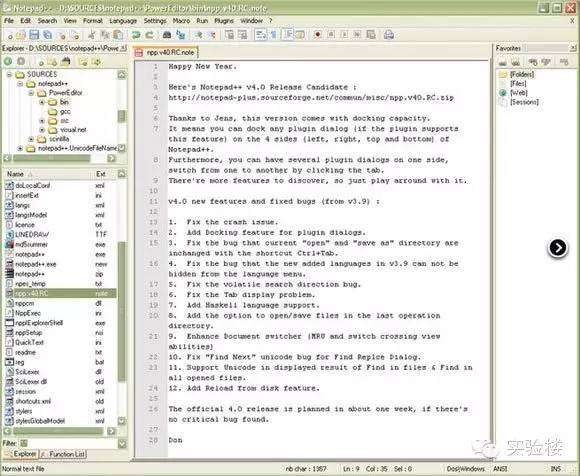 Notepad++ - D:\SOURCES\notepad++\PowerEditor\bin\npp.v40.RC.note
File Edit Search View Format Language Settings Macro Run Plugins Window ?
Explorer - D:\SOURCES\notepad++\Power
npp.v40.RC.note
Favorites
SOURCES
notepad++
PowerEditor
bin
gcc
src
visual.net
scintilla
notepad++.UnicodeFileName
Name Ext
doLocalConf xml
insertExt ini
langs xml
langsModel xml
license txt
LINEDRAW TTF
md5summer exe
notepad++ exe
notepad++.exe new
notepad++ zip
npes_temp txt
npp.v40.RC note
nppcm dll
NppExec ini
npplExplorerShell exe
nppSetup nsi
QuickText ini
readme txt
reg bat
SciLexer dll
SciLexer.dll old
session xml
shortcuts.xml old
stylers xml
stylesGlobalModel xml
Filter:
Explorer Function List
1 Happy New Year.
2
3 Here's Notepad++ v4.0 Release Candidate :
4 http://notepad-plus.sourceforge.net/commun/misc/npp.v40.RC.zip
5
6 Thanks to Jens, this version comes with docking capacity.
7 It means you can dock any plugin dialog (if the plugin supports
this feature) on the 4 sides (left, right, top and bottom) of
Notepad++.
8 Furthermore, you can have several plugin dialogs on one side,
switch from one to another by clicking the tab.
9 There're more features to discover, so just play arround with it.
10
11 v4.0 new features and fixed bugs (from v3.9) :
12
13 1. Fix the crash issue.
14 2. Add Docking feature for plugin dialogs.
15 3. Fix the bug that current "open" and "save as" directory are
inchanged with the shortcut Ctrl+Tab.
16 4. Fix the bug that the new added languages in v3.9 can not be
hidden from the language menu.
17 5. Fix the volatile search direction bug.
18 6. Fix the Tab display problem.
19 7. Add Haskell language support.
20 8. Add the option to open/save files in the last operation
directory.
21 9. Enhance Document switcher (MRU and switch crossing view
abilities)
22 10. Fix "Find Next" unicode bug for Find Replce Dialog.
23 11. Support Unicode in displayed result of Find in files & Find in
all opened files.
24 12. Add Reload from disk feature.
25
26 The official 4.0 release is planned in about one week, if there's
no critical bug found.
27
28 Don
[Folders]
[Files]
[Web]
[Sessions]
Normal text file nb char : 1357 Ln : 9 Col : 35 Sel : 0 Dos\Windows ANSI INS
实验楼